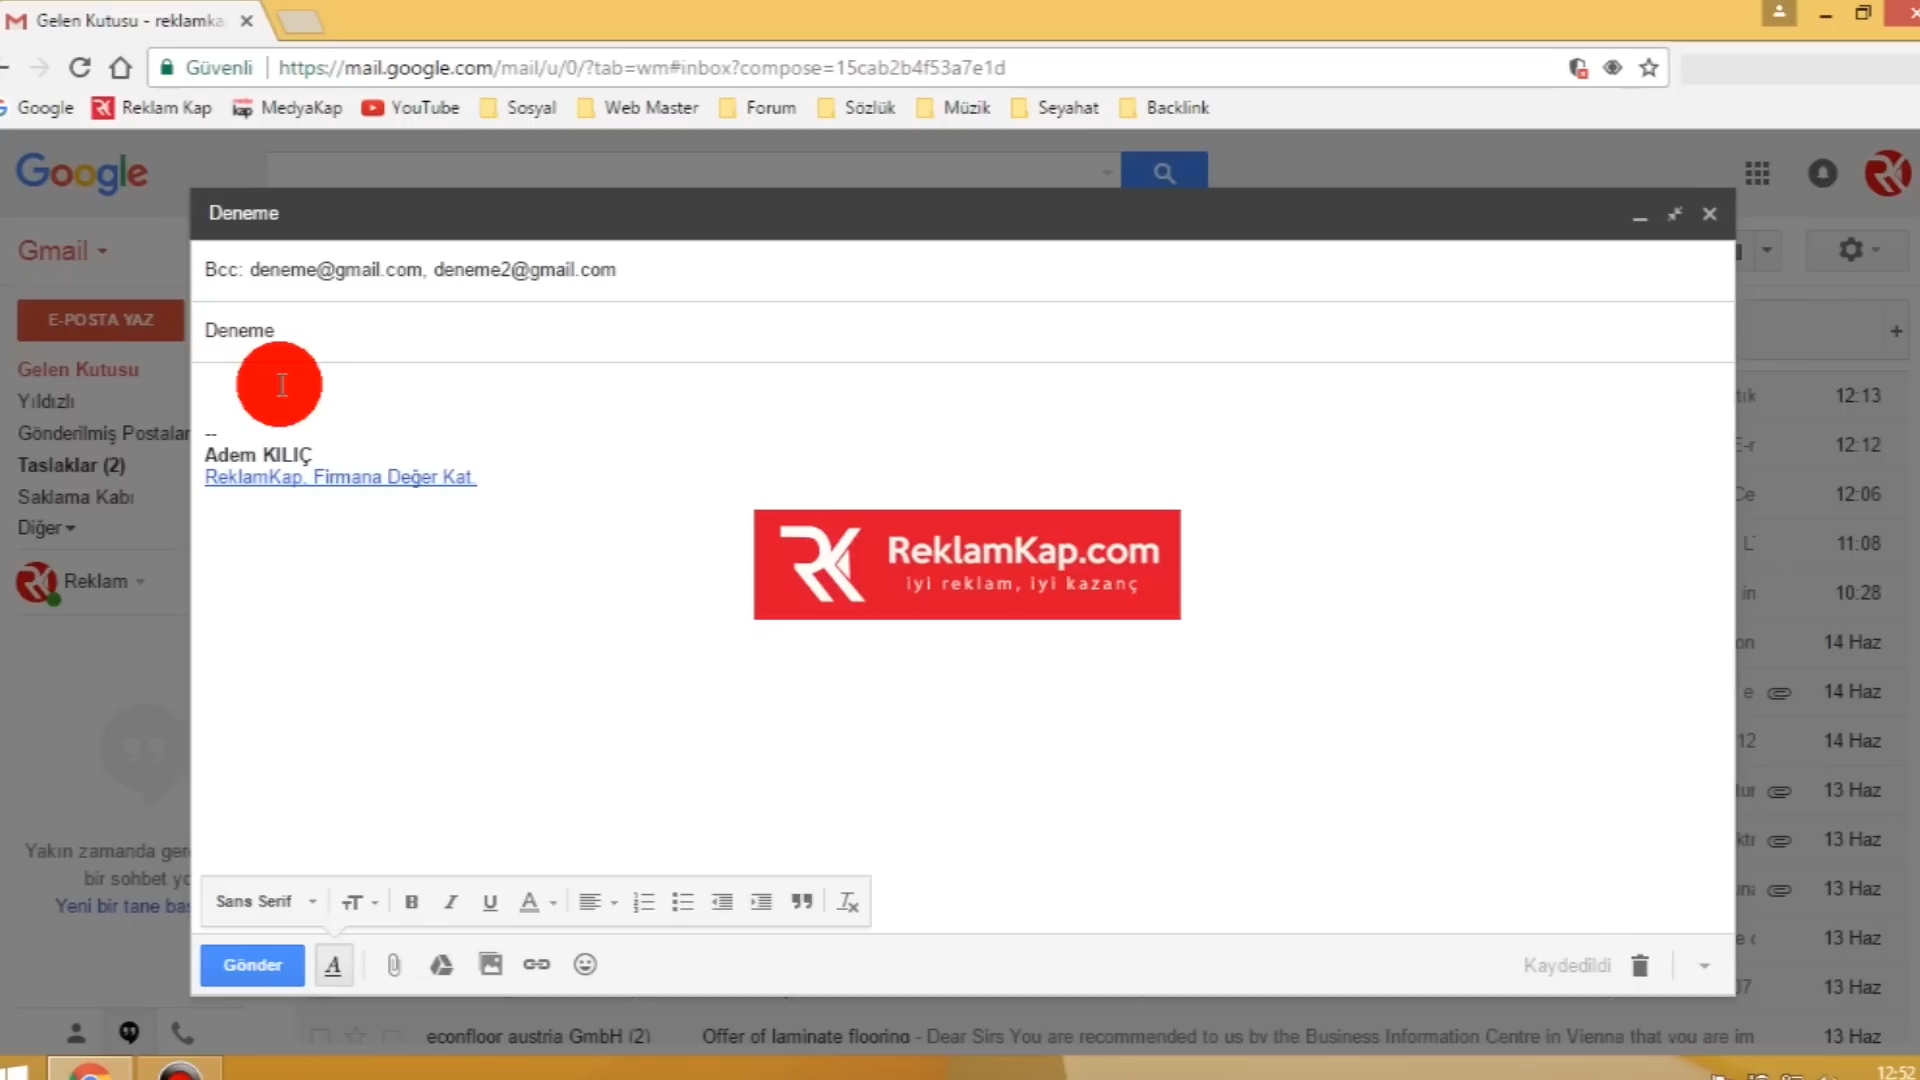 Gelen Kutusu - reklamka
Güvenli https://mail.google.com/mail/u/0/?tab=wm#inbox?compose=15cab2b4f53a7e1d
Google Reklam Kap MedyaKap YouTube Sosyal Web Master Forum Sözlük Müzik Seyahat Backlink
Google
Deneme
Gmail
Bcc: deneme@gmail.com, deneme2@gmail.com
E-POSTA YAZ
Deneme
Gelen Kutusu
Yıldızlı
12:13
Gönderilmiş Postalar
12:12
--
Adem KILIÇ
Taslaklar (2)
ReklamKap, Firmana Değer Kat.
Saklama Kabı
12:06
Diğer
ReklamKap.com
11:08
iyi reklam, iyi kazanç
Reklam
in 10:28
14 Haz
14 Haz
12 14 Haz
13 Haz
Yakın zamanda
13 Haz
bir sohbet
Yeni bir tane
Sans Serif
13 Haz
13 Haz
Gönder
Kaydedildi
13 Haz
econfloor austria GmbH (2) Offer of laminate flooring - Dear Sirs You are recommended to us by the Business Information Centre in Vienna that you are im 13 Haz
12:52